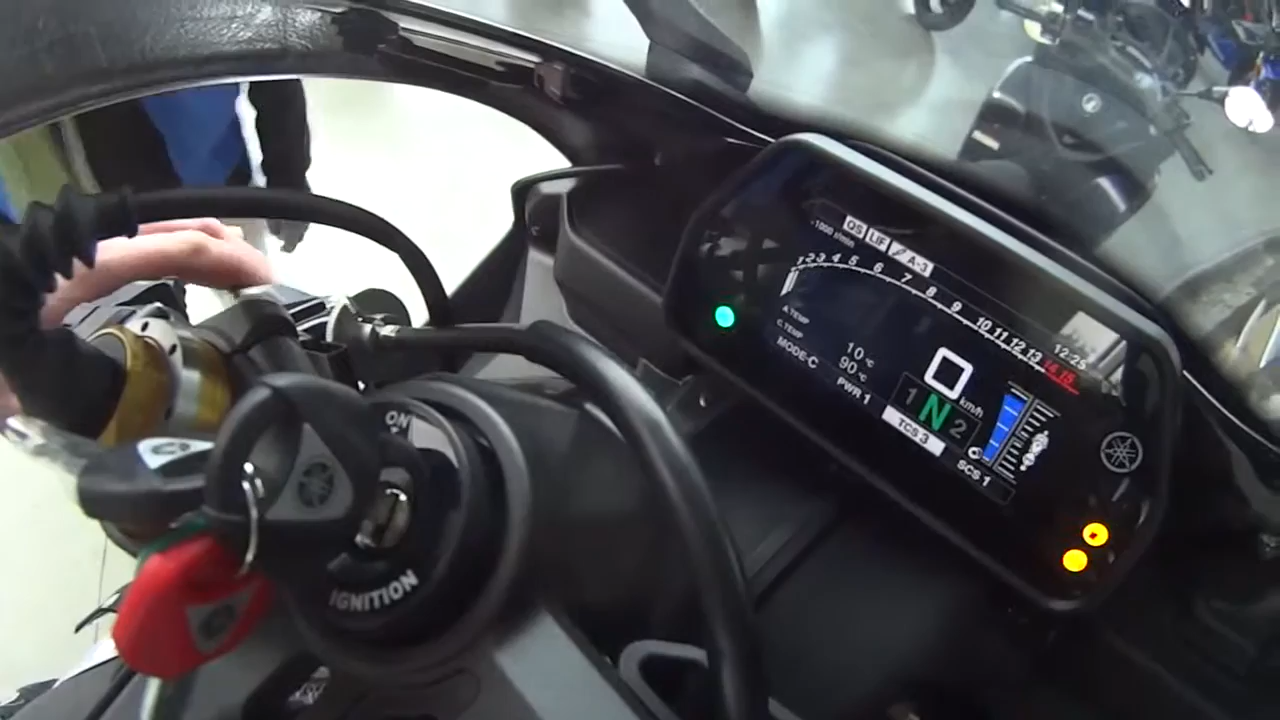 QS LIF A-3
×1000 r/min
1 2 3 4 5 6 7 8 9 10 11 12 13 14 15
12:25
A.TEMP 10 °C
C.TEMP 90 °C
MODE-C PWR 1
0 km/h
1 N 2
TCS 3
SCS 1
ON
IGNITION